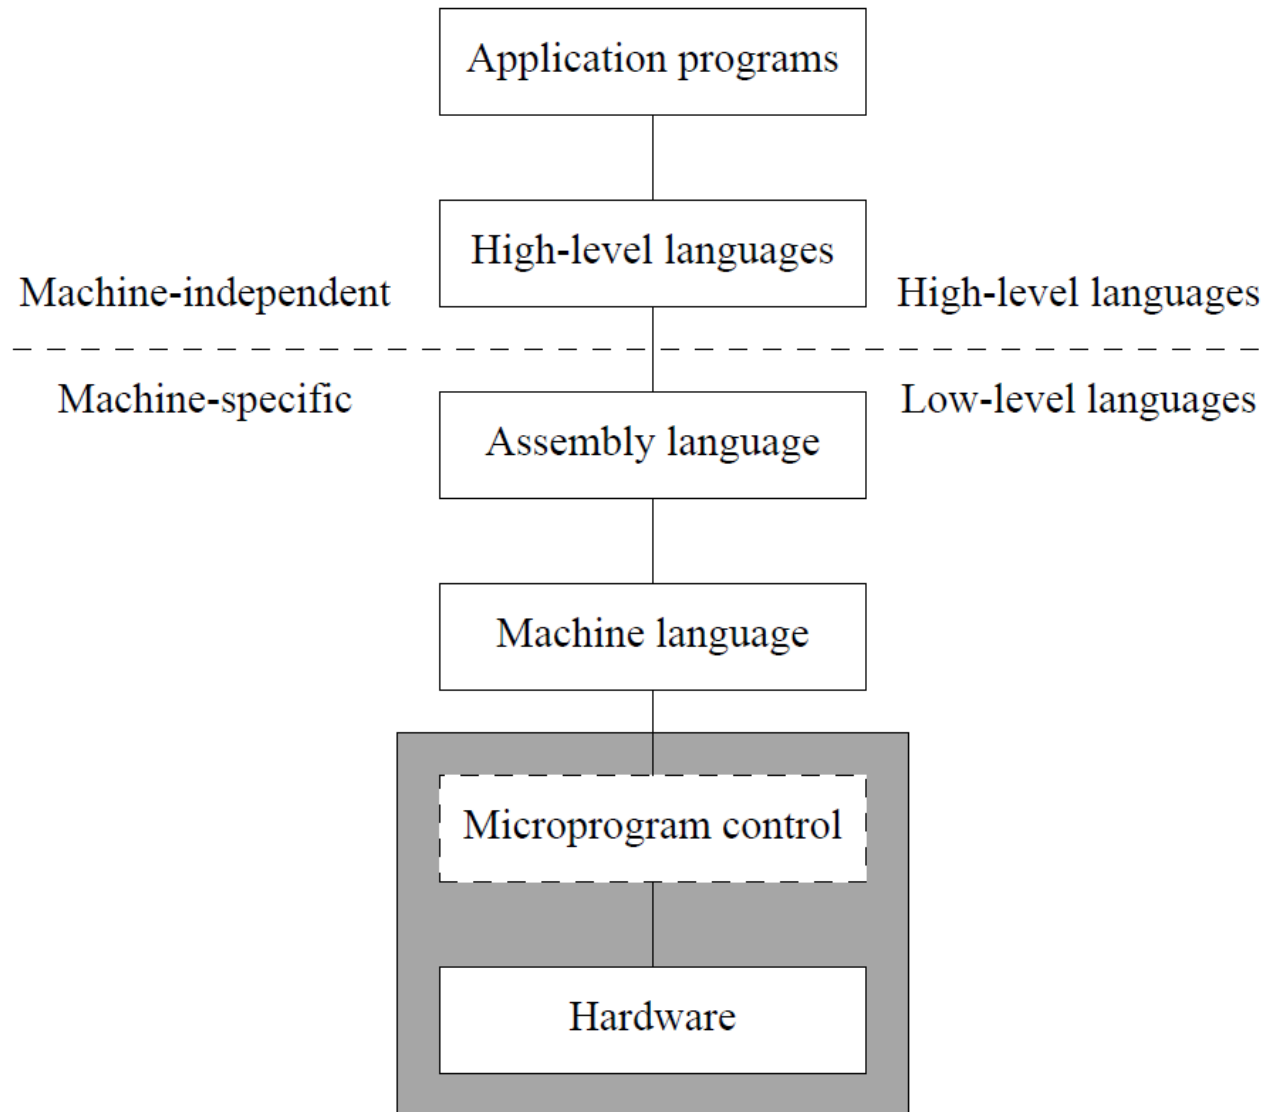 Application programs
High-level languages
Machine-independent
High-level languages
Machine-specific
Low-level languages
Assembly language
Machine language
Microprogram control
Hardware